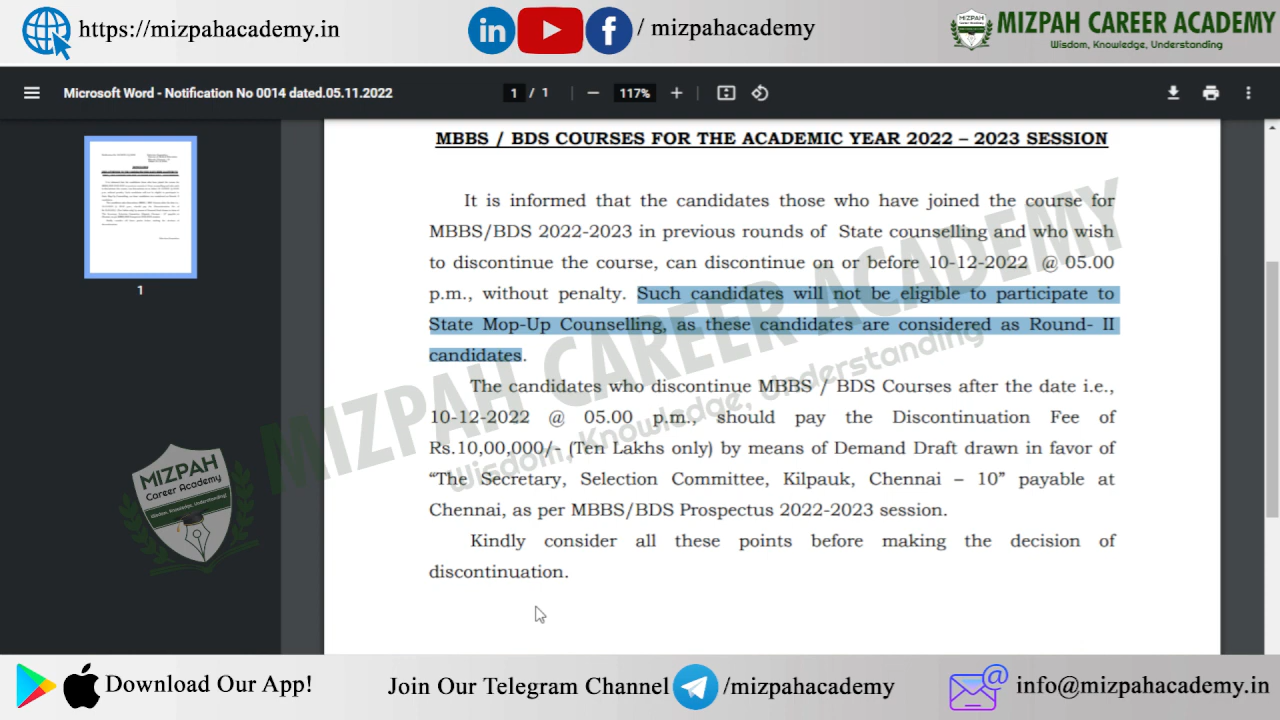 https://mizpahacademy.in
in
f
/ mizpahacademy
MIZPAH CAREER ACADEMY
Wisdom, Knowledge, Understanding
Microsoft Word - Notification No 0014 dated.05.11.2022
1 / 1
117%
1
MBBS / BDS COURSES FOR THE ACADEMIC YEAR 2022 – 2023 SESSION
It is informed that the candidates those who have joined the course for
MBBS/BDS 2022-2023 in previous rounds of State counselling and who wish
to discontinue the course, can discontinue on or before 10-12-2022 @ 05.00
p.m., without penalty. Such candidates will not be eligible to participate to
State Mop-Up Counselling, as these candidates are considered as Round- II
candidates.
The candidates who discontinue MBBS / BDS Courses after the date i.e.,
10-12-2022 @ 05.00 p.m., should pay the Discontinuation Fee of
Rs.10,00,000/- (Ten Lakhs only) by means of Demand Draft drawn in favor of
“The Secretary, Selection Committee, Kilpauk, Chennai – 10” payable at
Chennai, as per MBBS/BDS Prospectus 2022-2023 session.
Kindly consider all these points before making the decision of
discontinuation.
MIZPAH CAREER ACADEMY
Wisdom, Knowledge, Understanding
MIZPAH
Career Academy
Wisdom, Knowledge, Understanding
Download Our App!
Join Our Telegram Channel
/mizpahacademy
@
info@mizpahacademy.in